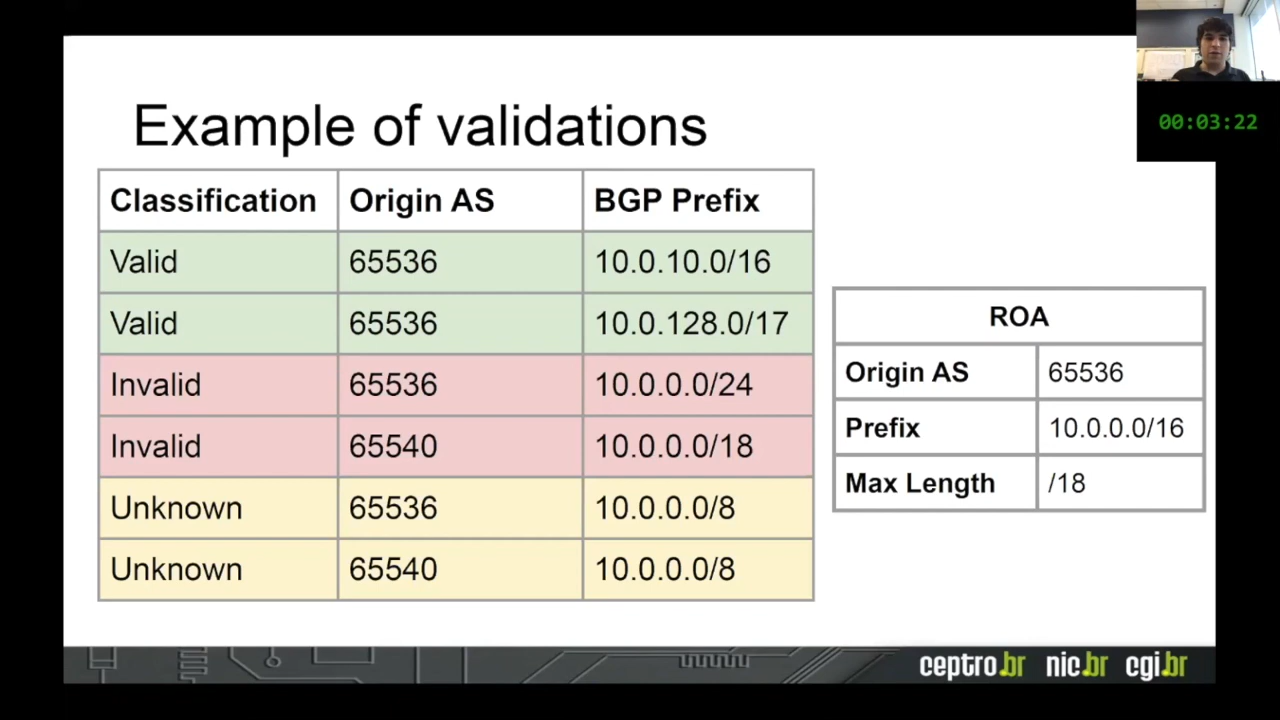 00:03:22
Example of validations
Classification Origin AS BGP Prefix
Valid 65536 10.0.10.0/16
Valid 65536 10.0.128.0/17
Invalid 65536 10.0.0.0/24
Invalid 65540 10.0.0.0/18
Unknown 65536 10.0.0.0/8
Unknown 65540 10.0.0.0/8
ROA
Origin AS 65536
Prefix 10.0.0.0/16
Max Length /18
ceptro.br nic.br cgi.br